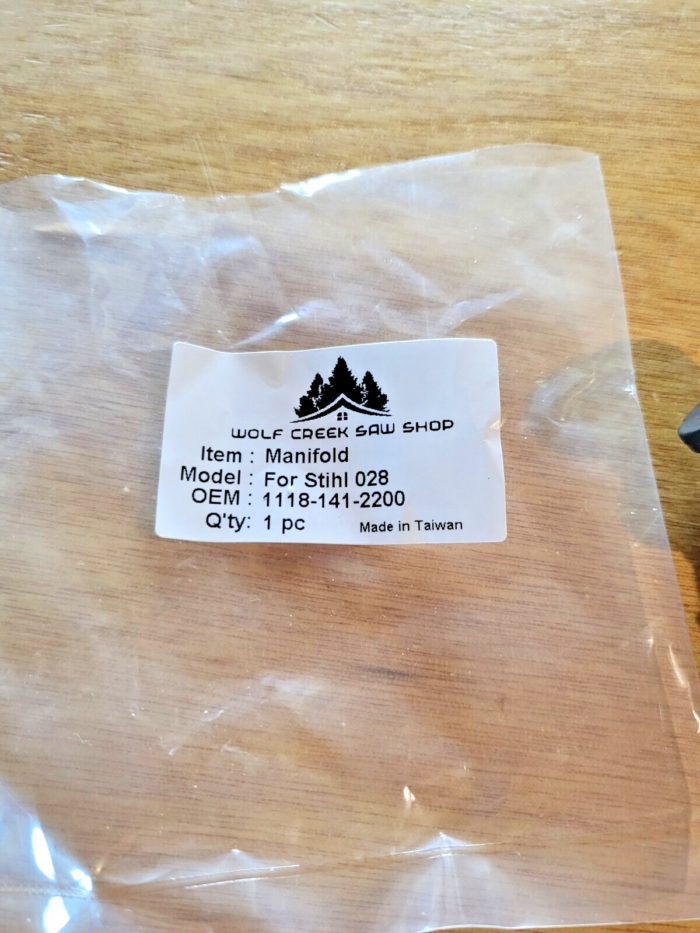 WOLF CREEK SAW SHOP
Item : Manifold
Model : For Stihl 028
OEM : 1118-141-2200
Q'ty: 1 pc Made in Taiwan